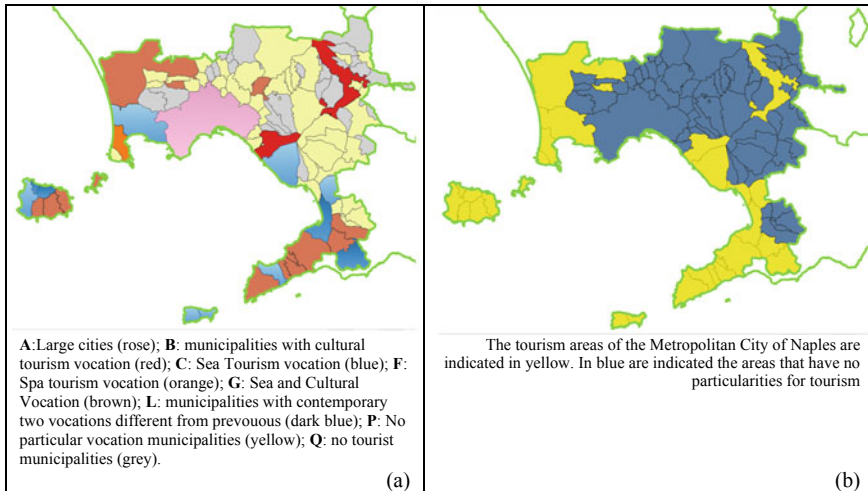 A:Large cities (rose); B: municipalities with cultural
tourism vocation (red); C: Sea Tourism vocation (blue); F:
Spa tourism vocation (orange); G: Sea and Cultural
Vocation (brown); L: municipalities with contemporary
two vocations different from prevouous (dark blue); P: No
particular vocation municipalities (yellow); Q: no tourist
municipalities (grey).
(a)
The tourism areas of the Metropolitan City of Naples are
indicated in yellow. In blue are indicated the areas that have no
particularities for tourism
(b)